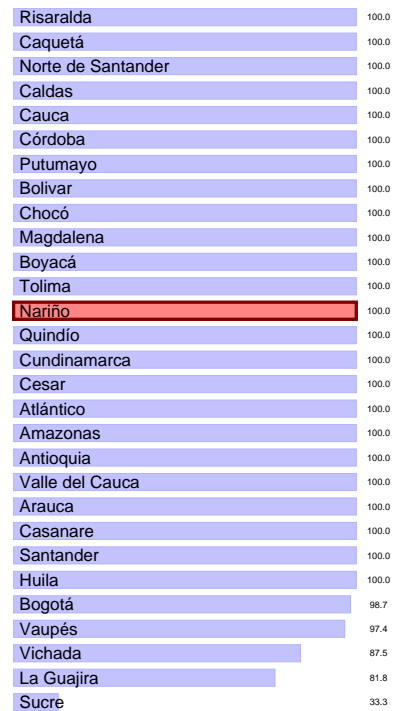 Risaralda 100.0
Caquetá 100.0
Norte de Santander 100.0
Caldas 100.0
Cauca 100.0
Córdoba 100.0
Putumayo 100.0
Bolivar 100.0
Chocó 100.0
Magdalena 100.0
Boyacá 100.0
Tolima 100.0
Nariño 100.0
Quindío 100.0
Cundinamarca 100.0
Cesar 100.0
Atlántico 100.0
Amazonas 100.0
Antioquia 100.0
Valle del Cauca 100.0
Arauca 100.0
Casanare 100.0
Santander 100.0
Huila 100.0
Bogotá 98.7
Vaupés 97.4
Vichada 87.5
La Guajira 81.8
Sucre 33.3